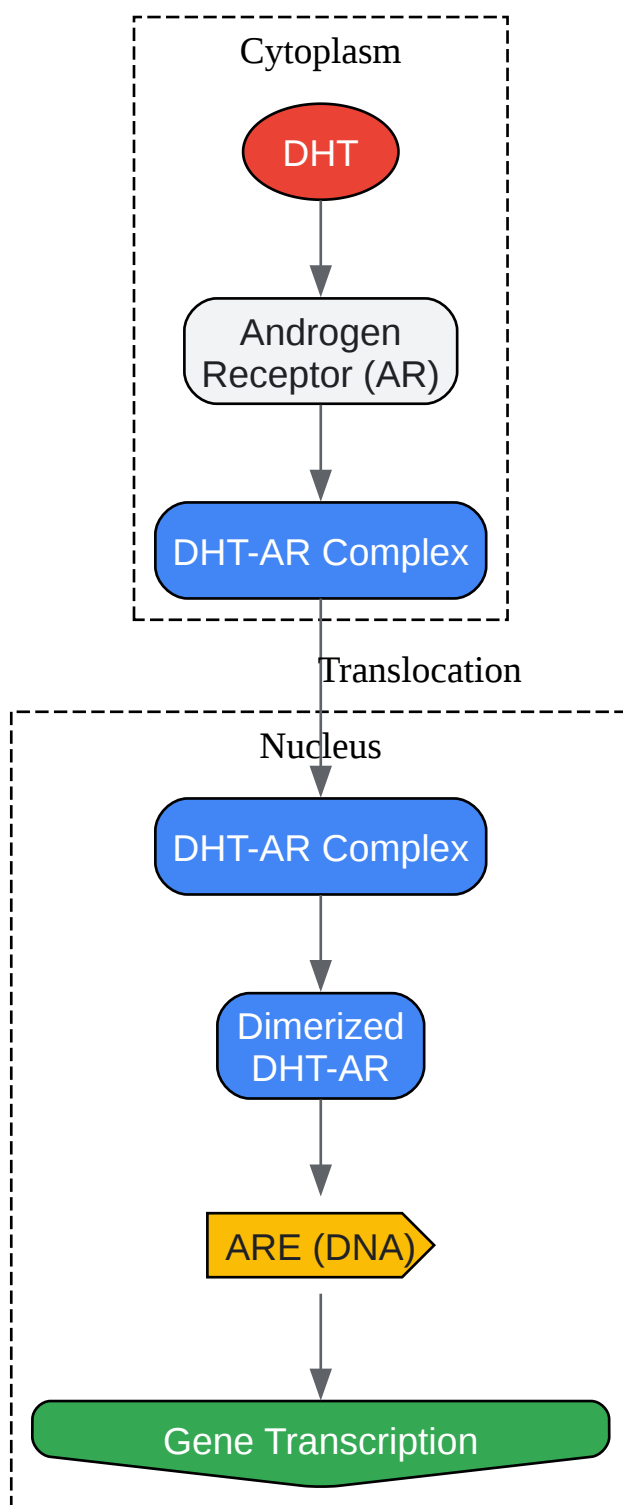 Cytoplasm
DHT
Androgen
Receptor (AR)
DHT-AR Complex
Translocation
Nucleus
DHT-AR Complex
Dimerized
DHT-AR
ARE (DNA)
Gene Transcription